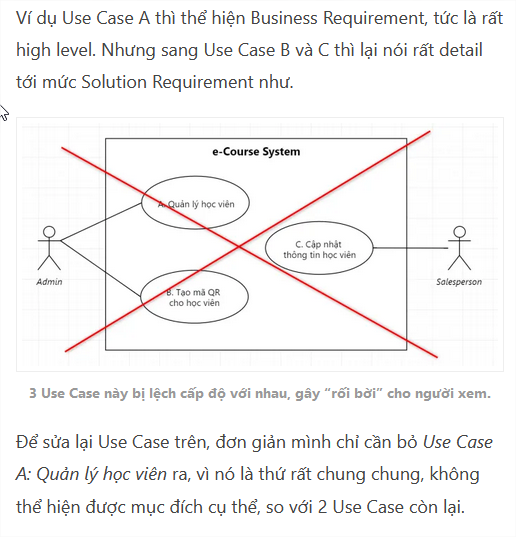 Ví dụ Use Case A thì thể hiện Business Requirement, tức là rất
high level. Nhưng sang Use Case B và C thì lại nói rất detail
tới mức Solution Requirement như.
e-Course System
A. Quản lý học viên
C. Cập nhật
thông tin học viên
Admin
Salesperson
B. Tạo mã QR
cho học viên
3 Use Case này bị lệch cấp độ với nhau, gây “rối bời” cho người xem.
Để sửa lại Use Case trên, đơn giản mình chỉ cần bỏ Use Case
A: Quản lý học viên ra, vì nó là thứ rất chung chung, không
thể hiện được mục đích cụ thể, so với 2 Use Case còn lại.